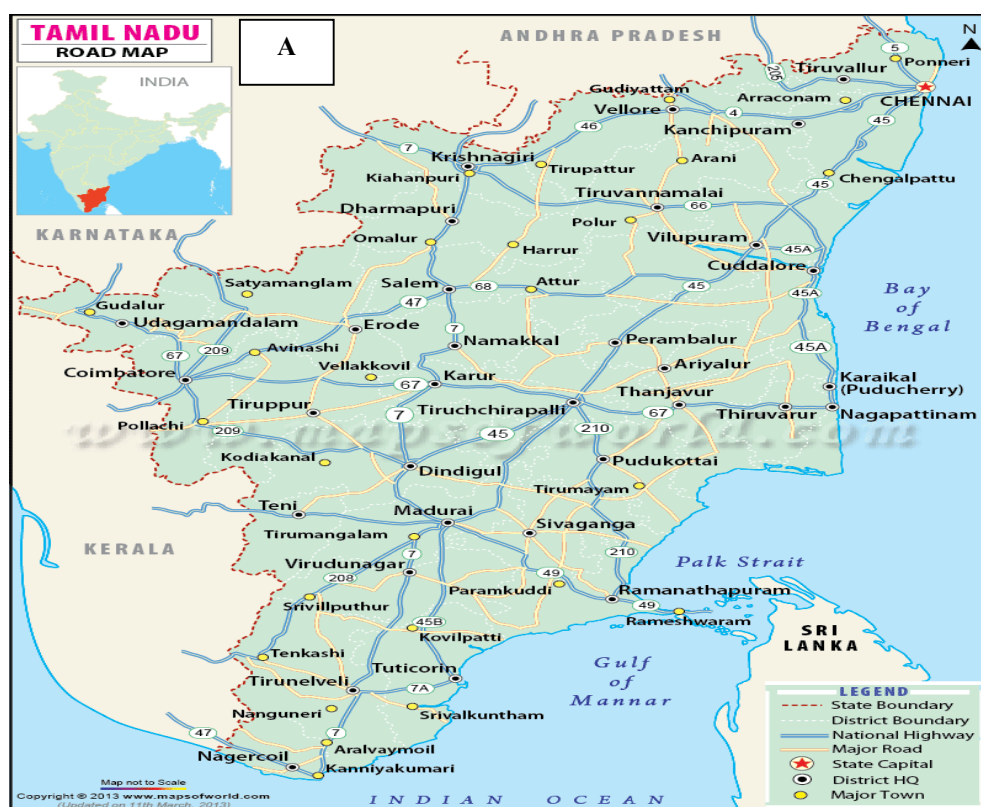 TAMIL NADU
ROAD MAP
A
INDIA
ANDHRA PRADESH
N
5
Ponneri
205
Tiruvallur
CHENNAI
Gudiyattam
Arraconam
Vellore
4
Kanchipuram
45
46
7
Krishnagiri
Kiahanpuri
Tirupattur
Arani
Chengalpattu
45
Tiruvannamalai
66
Dharmapuri
Polur
KARNATAKA
Omalur
Harrur
Vilupuram
45A
Cuddalore
Satyamanglam
Salem
68
Attur
45
45A
Bay
of
Bengal
Gudalur
47
Udagamandalam
Erode
7
Namakkal
Perambalur
45A
67
209
Avinashi
Vellakkovil
Ariyalur
Coimbatore
67
Karur
Karaikal
(Puducherry)
Tiruppur
7
Tiruchchirapalli
Thanjavur
67
Thiruvarur
Nagapattinam
Pollachi
209
45
210
www.mapsofworld.com
Kodiakanal
Dindigul
Pudukottai
Tirumayam
Teni
Madurai
Sivaganga
KERALA
Tirumangalam
7
210
Palk Strait
Virudunagar
208
49
Paramkuddi
Ramanathapuram
Srivillputhur
49
Rameshwaram
45B
Kovilpatti
SRI
LANKA
Tenkashi
Tuticorin
Gulf
of
Mannar
Tirunelveli
7A
Nanguneri
Srivalkuntham
47
7
Aralvaymoil
Nagercoil
Kanniyakumari
LEGEND
State Boundary
District Boundary
National Highway
Major Road
State Capital
District HQ
Major Town
Map not to Scale
Copyright © 2013 www.mapsofworld.com
(Updated on 11th March, 2013)
INDIAN OCEAN